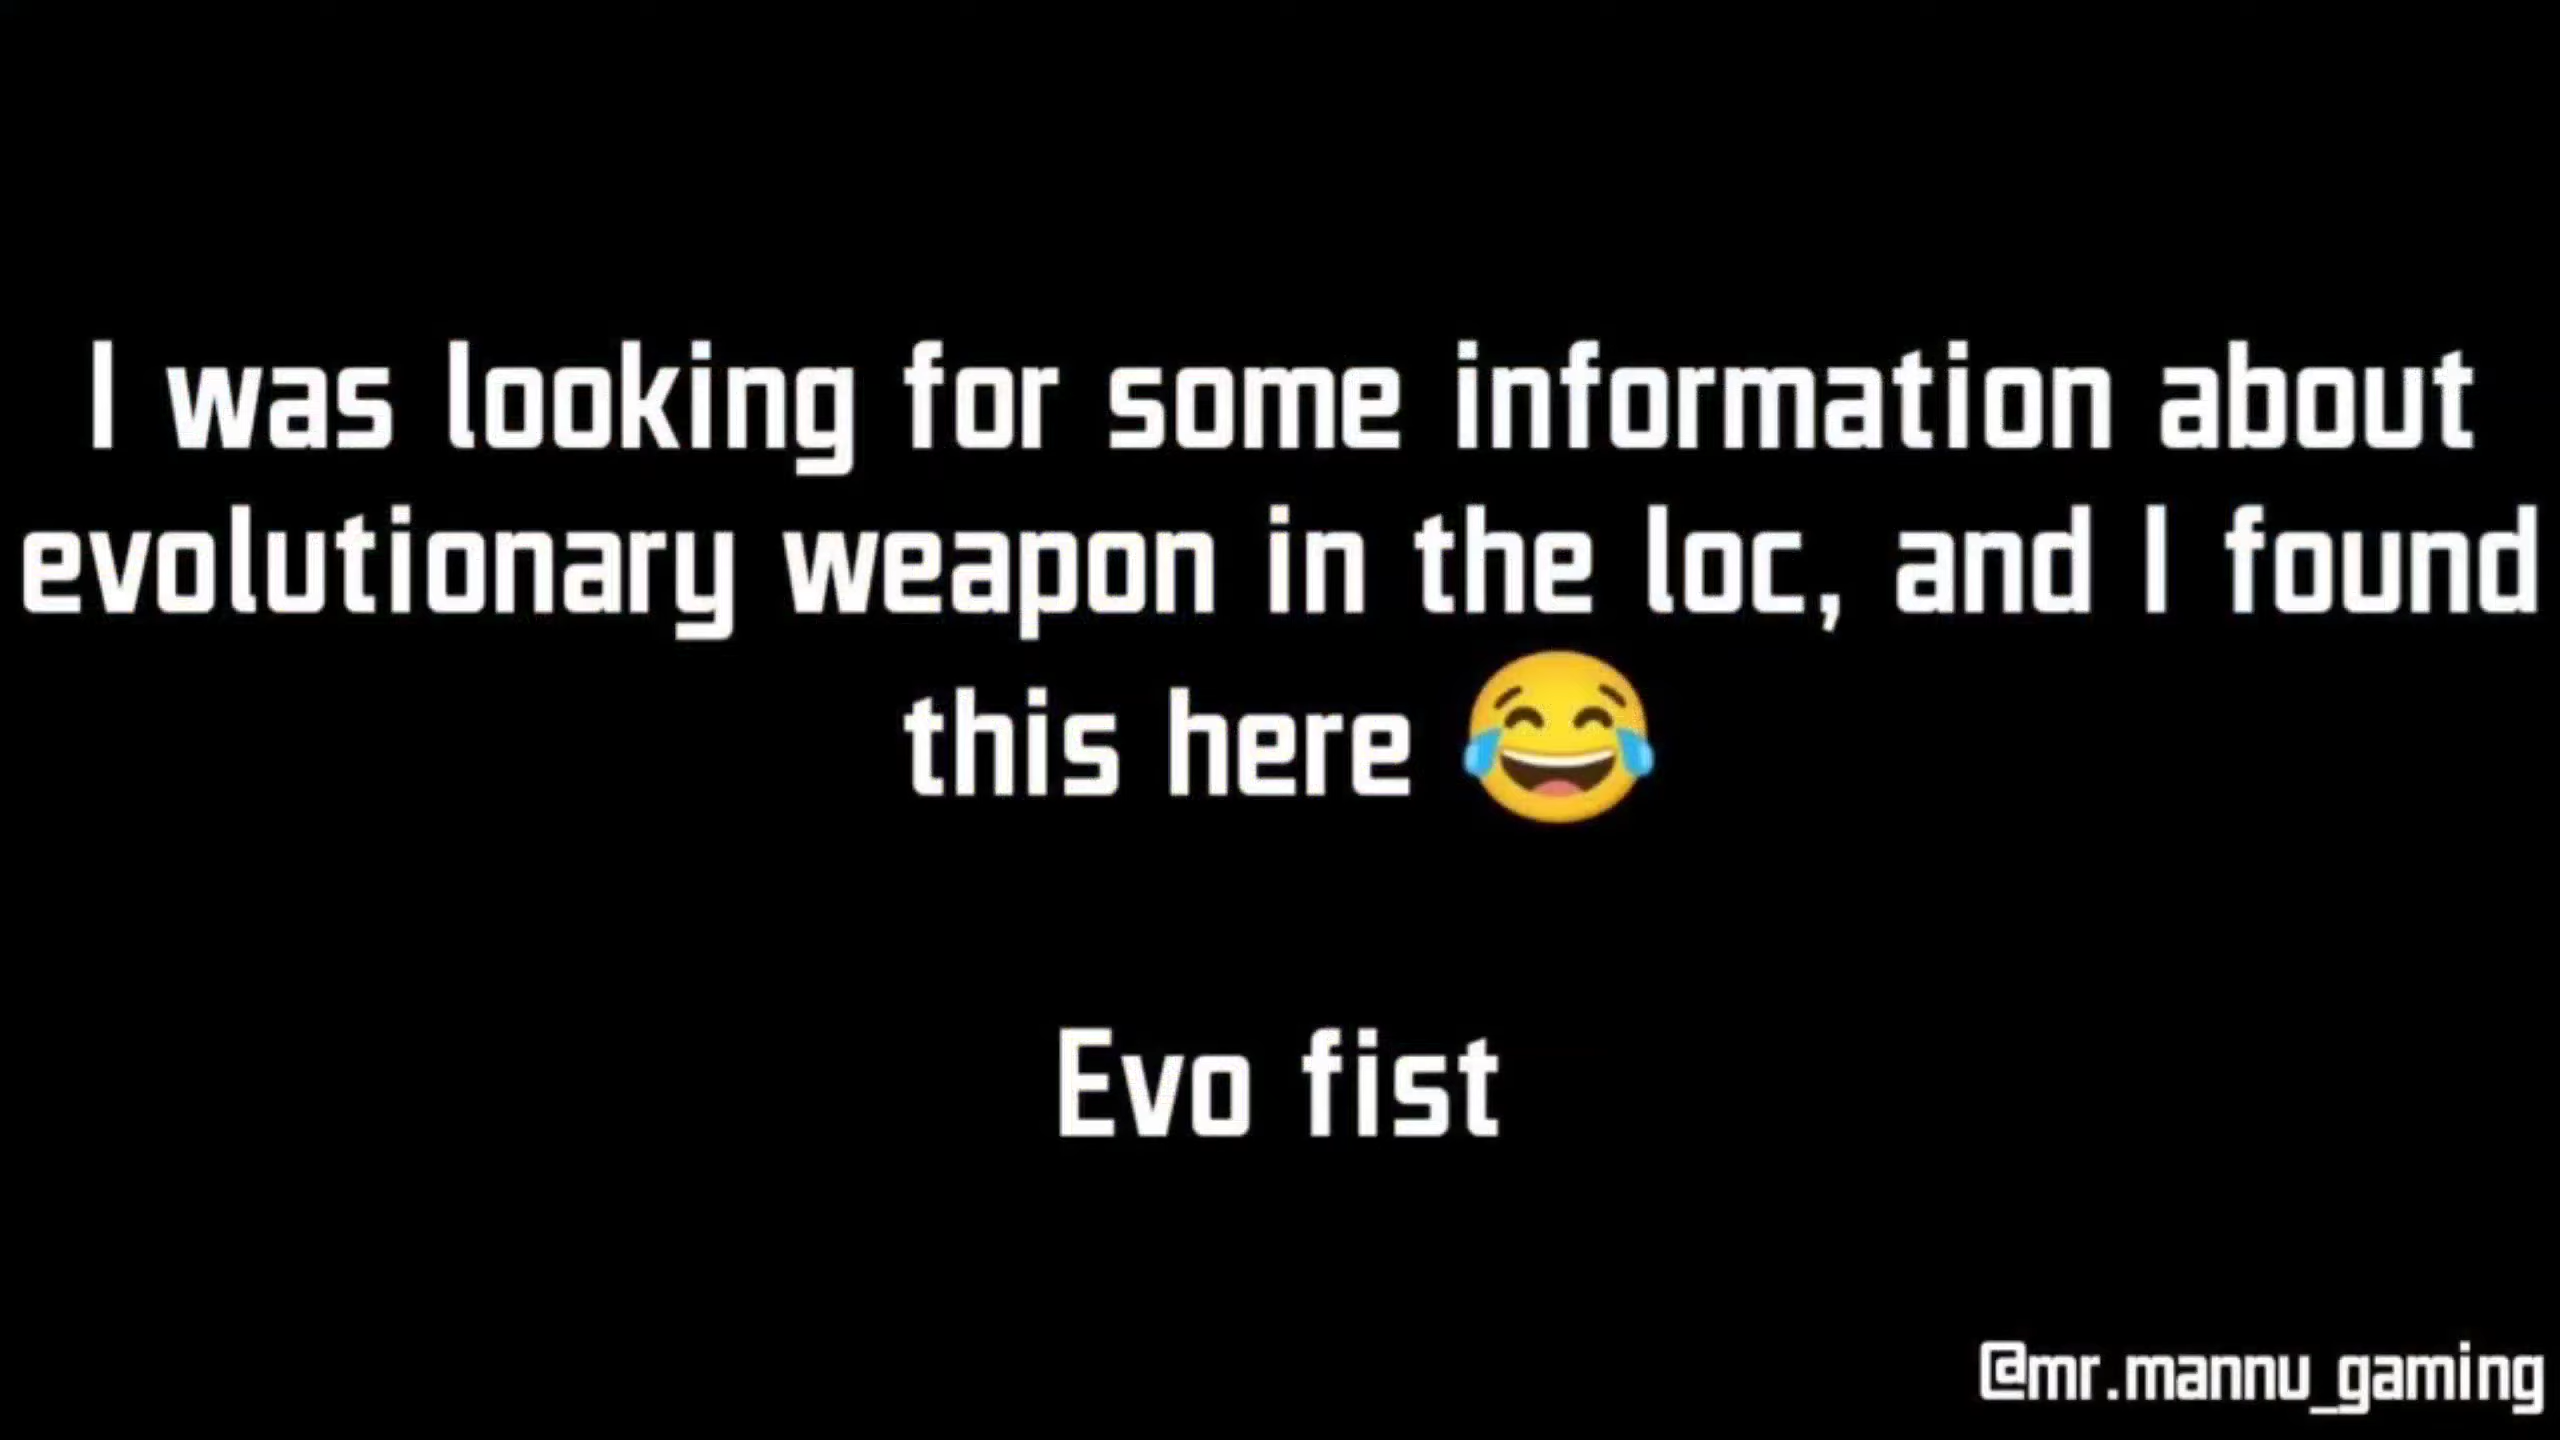 I was looking for some information about
evolutionary weapon in the loc, and I found
this here 😂
Evo fist
@mr.mannu_gaming